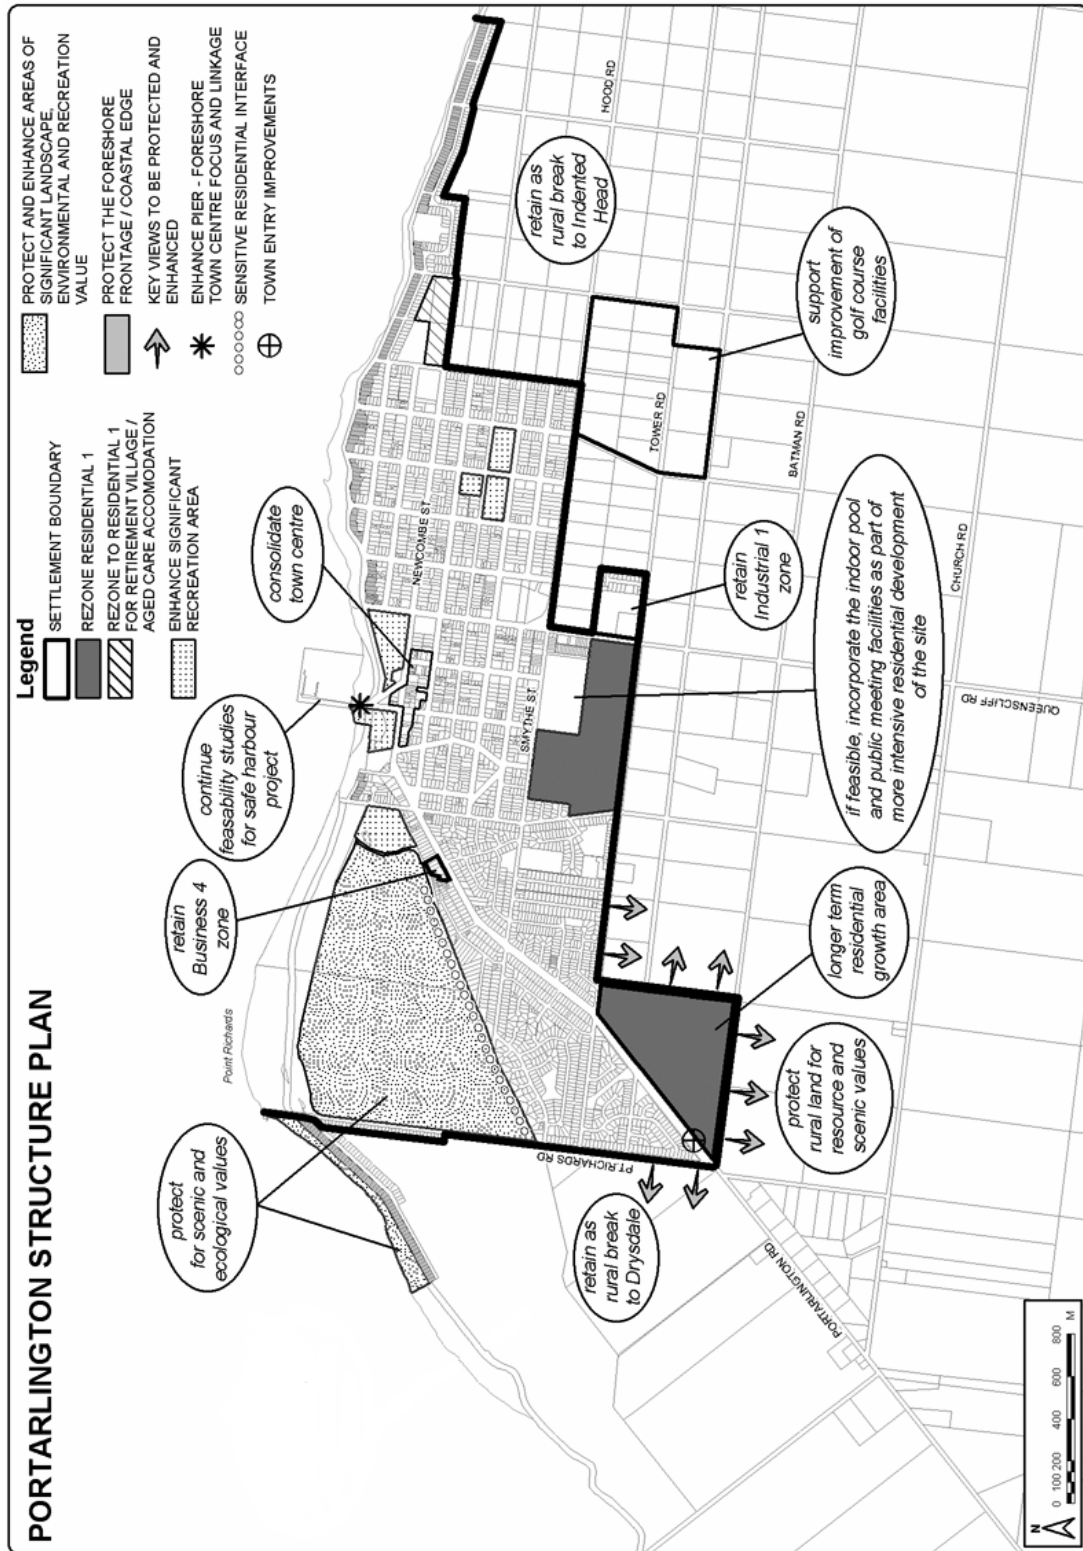 PORTARLINGTON STRUCTURE PLAN
Legend
SETTLEMENT BOUNDARY
REZONE RESIDENTIAL 1
REZONE TO RESIDENTIAL 1
FOR RETIREMENT VILLAGE /
AGED CARE ACCOMODATION
ENHANCE SIGNIFICANT
RECREATION AREA
PROTECT AND ENHANCE AREAS OF
SIGNIFICANT LANDSCAPE,
ENVIRONMENTAL AND RECREATION
VALUE
PROTECT THE FORESHORE
FRONTAGE / COASTAL EDGE
KEY VIEWS TO BE PROTECTED AND
ENHANCED
ENHANCE PIER - FORESHORE
TOWN CENTRE FOCUS AND LINKAGE
SENSITIVE RESIDENTIAL INTERFACE
TOWN ENTRY IMPROVEMENTS
protect
for scenic and
ecological values
Point Richards
retain
Business 4
zone
continue
feasability studies
for safe harbour
project
consolidate
town centre
NEWCOMBE ST
SMYTHE ST
PT.RICHARDS RD
retain as
rural break
to Indented
Head
HOOD RD
TOWER RD
BATMAN RD
CHURCH RD
QUEENSCLIFF RD
PORTARLINGTON RD
support
improvement of
golf course
facilities
retain
Industrial 1
zone
if feasible, incorporate the indoor pool
and public meeting facilities as part of
more intensive residential development
of the site
longer term
residential
growth area
protect
rural land for
resource and
scenic values
retain as
rural break
to Drysdale
N
0 100 200 400 600 800
M